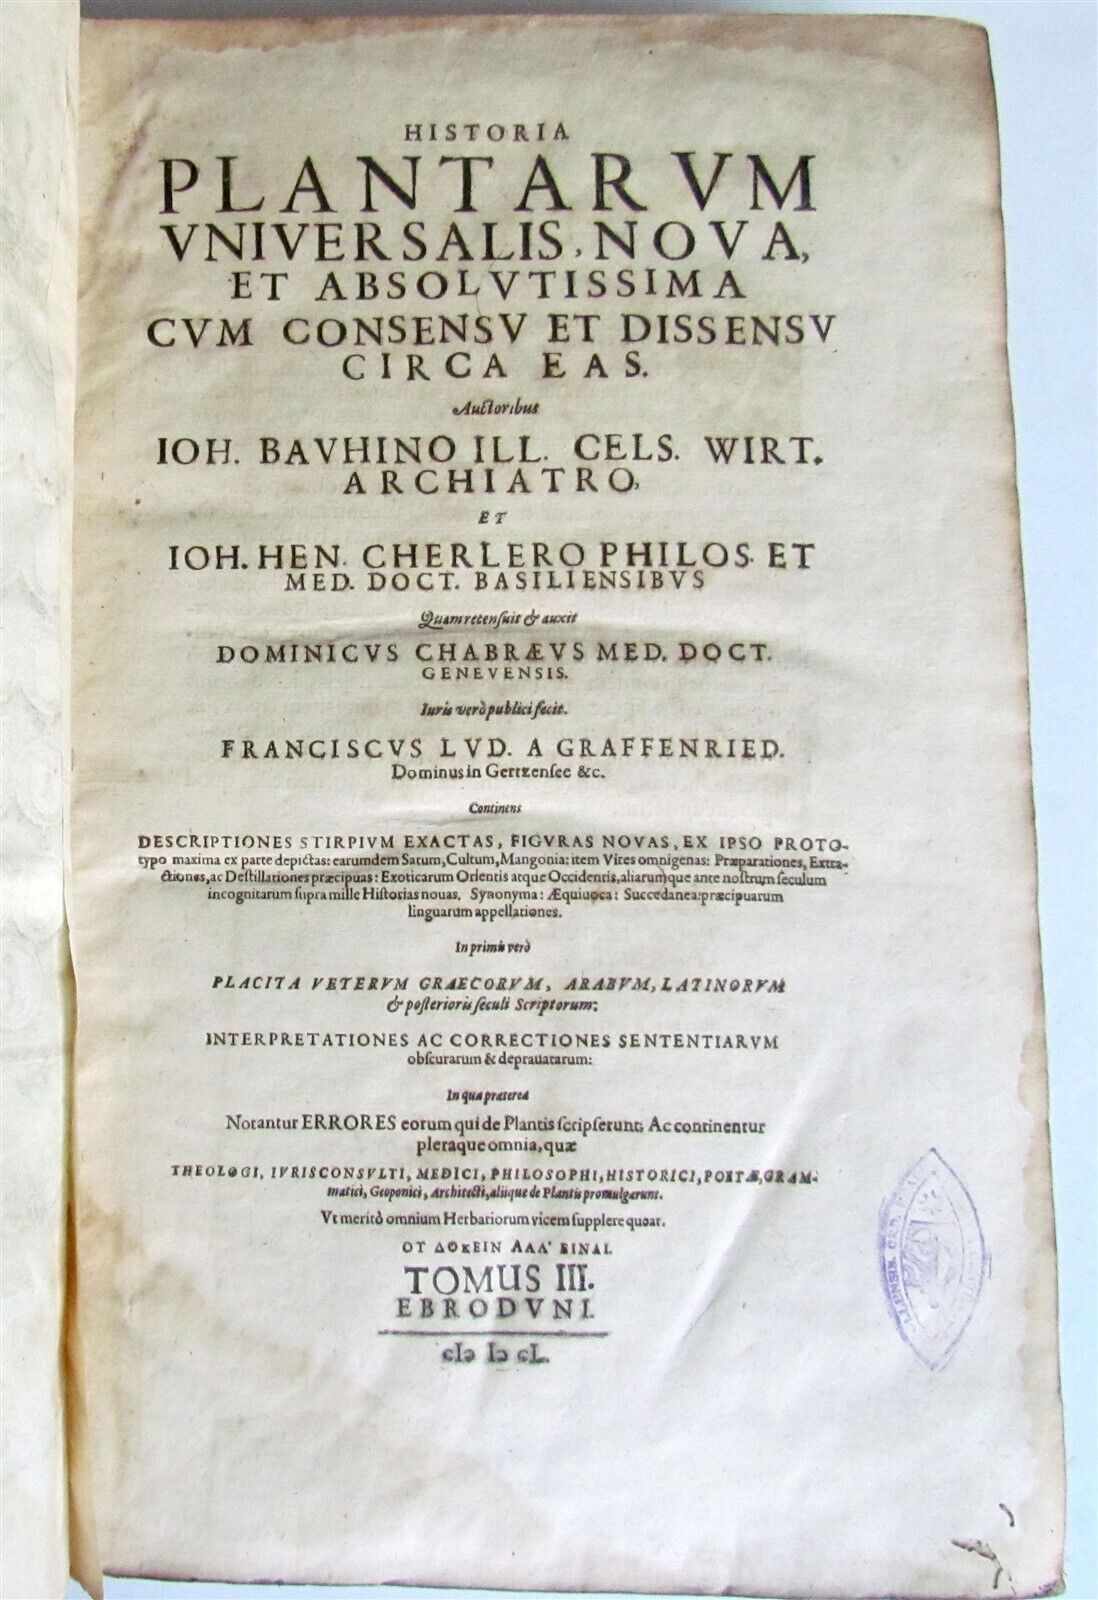 HISTORIA
PLANTARVM
VNIVERSALIS, NOVA,
ET ABSOLVTISSIMA
CVM CONSENSV ET DISSENSV
CIRCA EAS.
Auctoribus
IOH. BAVHINO ILL. CELS. WIRT.
ARCHIATRO,
ET
IOH. HEN. CHERLERO PHILOS. ET
MED. DOCT. BASILIENSIBVS
Quam recensuit & auxit
DOMINICVS CHABRÆVS MED. DOCT.
GENEVENSIS.
Iuris verò publici fecit.
FRANCISCVS LVD. A GRAFFENRIED.
Dominus in Gertzensee &c.
Continens
DESCRIPTIONES STIRPIVM EXACTAS, FIGVRAS NOVAS, EX IPSO PROTO-
typo maxima ex parte depictas: earumdem Satum, Cultum, Mangonia: item Vires omnigenas: Præparationes, Extra-
ctiones, ac Destillationes præcipuas: Exoticarum Orientis atque Occidentis, aliarumque ante nostrum seculum
incognitarum supra mille Historias nouas. Synonyma: Æquiuoca: Succedanea: præcipuarum
linguarum appellationes.
In primis verò
PLACITA VETERVM GRAECORVM, ARABVM, LATINORVM
& posterioris seculi Scriptorum:
INTERPRETATIONES AC CORRECTIONES SENTENTIARVM
obscurarum & deprauatarum:
In qua præterea
Notantur ERRORES eorum qui de Plantis scripserunt: Ac continentur
pleraque omnia, quæ
THEOLOGI, IVRISCONSVLTI, MEDICI, PHILOSOPHI, HISTORICI, POETÆ, GRAM-
matici, Geoponici, Architecti, aliique de Plantis promulgarunt.
Vt meritò omnium Herbariorum vicem supplere queat.
ΟΤ ΔΟΚΕΙΝ ΑΛΛ' ΕΙΝΑΙ.
TOMUS III.
EBRODVNI.
cIↄ Iↄ cL.